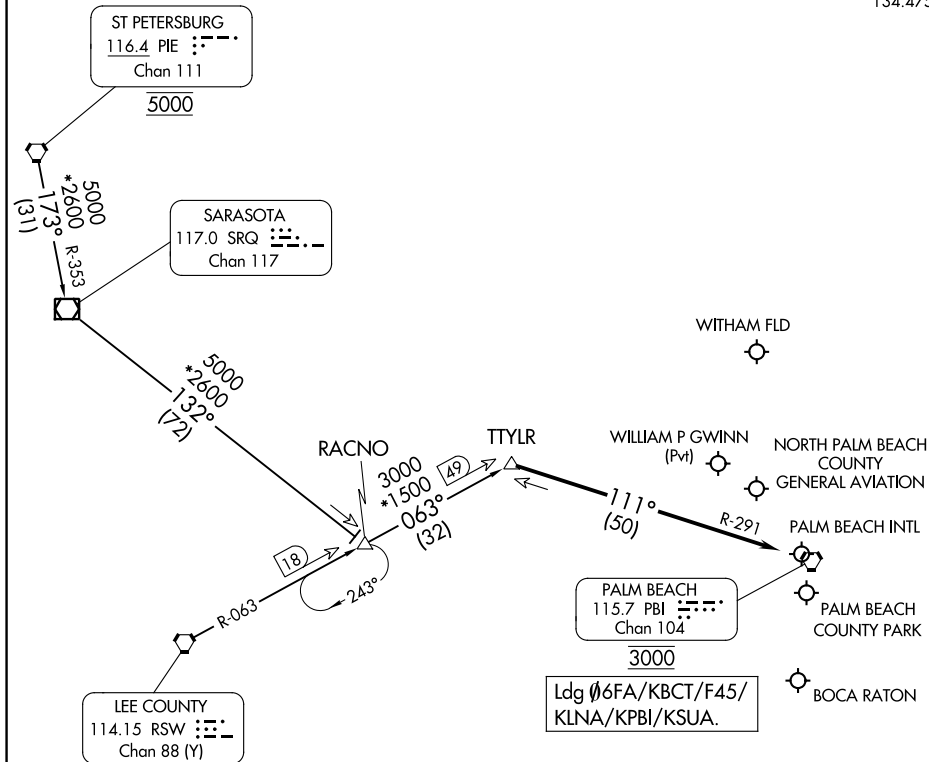 134.475
ST PETERSBURG
116.4 PIE
Chan 111
5000
5000
*2600
173°
(31)
R-353
SARASOTA
117.0 SRQ
Chan 117
5000
*2600
132°
(72)
WITHAM FLD
RACNO
TTYLR
WILLIAM P GWINN
(Pvt)
NORTH PALM BEACH
COUNTY
GENERAL AVIATION
3000
*1500
063°
(32)
49
111°
(50)
R-291
PALM BEACH INTL
18
243°
R-063
PALM BEACH
115.7 PBI
Chan 104
3000
PALM BEACH
COUNTY PARK
Ldg Ø6FA/KBCT/F45/
KLNA/KPBI/KSUA.
BOCA RATON
LEE COUNTY
114.15 RSW
Chan 88 (Y)